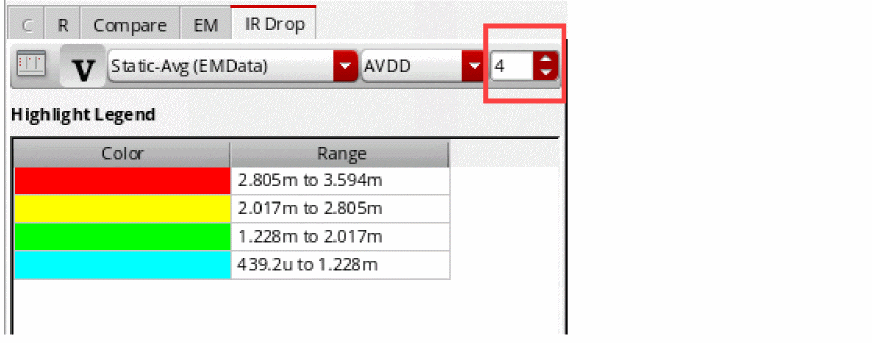 C R Compare EM IR Drop
V Static-Avg (EMData) AVDD 4
Highlight Legend
Color Range
2.805m to 3.594m
2.017m to 2.805m
1.228m to 2.017m
439.2u to 1.228m